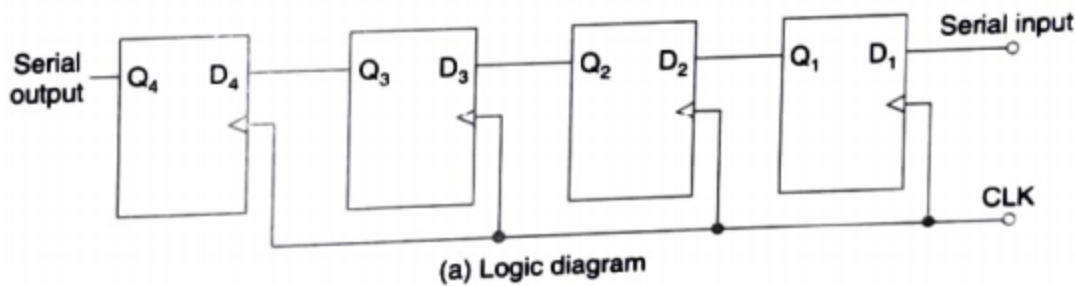 Serial input
Serial
output
Q4 D4 Q3 D3 Q2 D2 Q1 D1
CLK
(a) Logic diagram